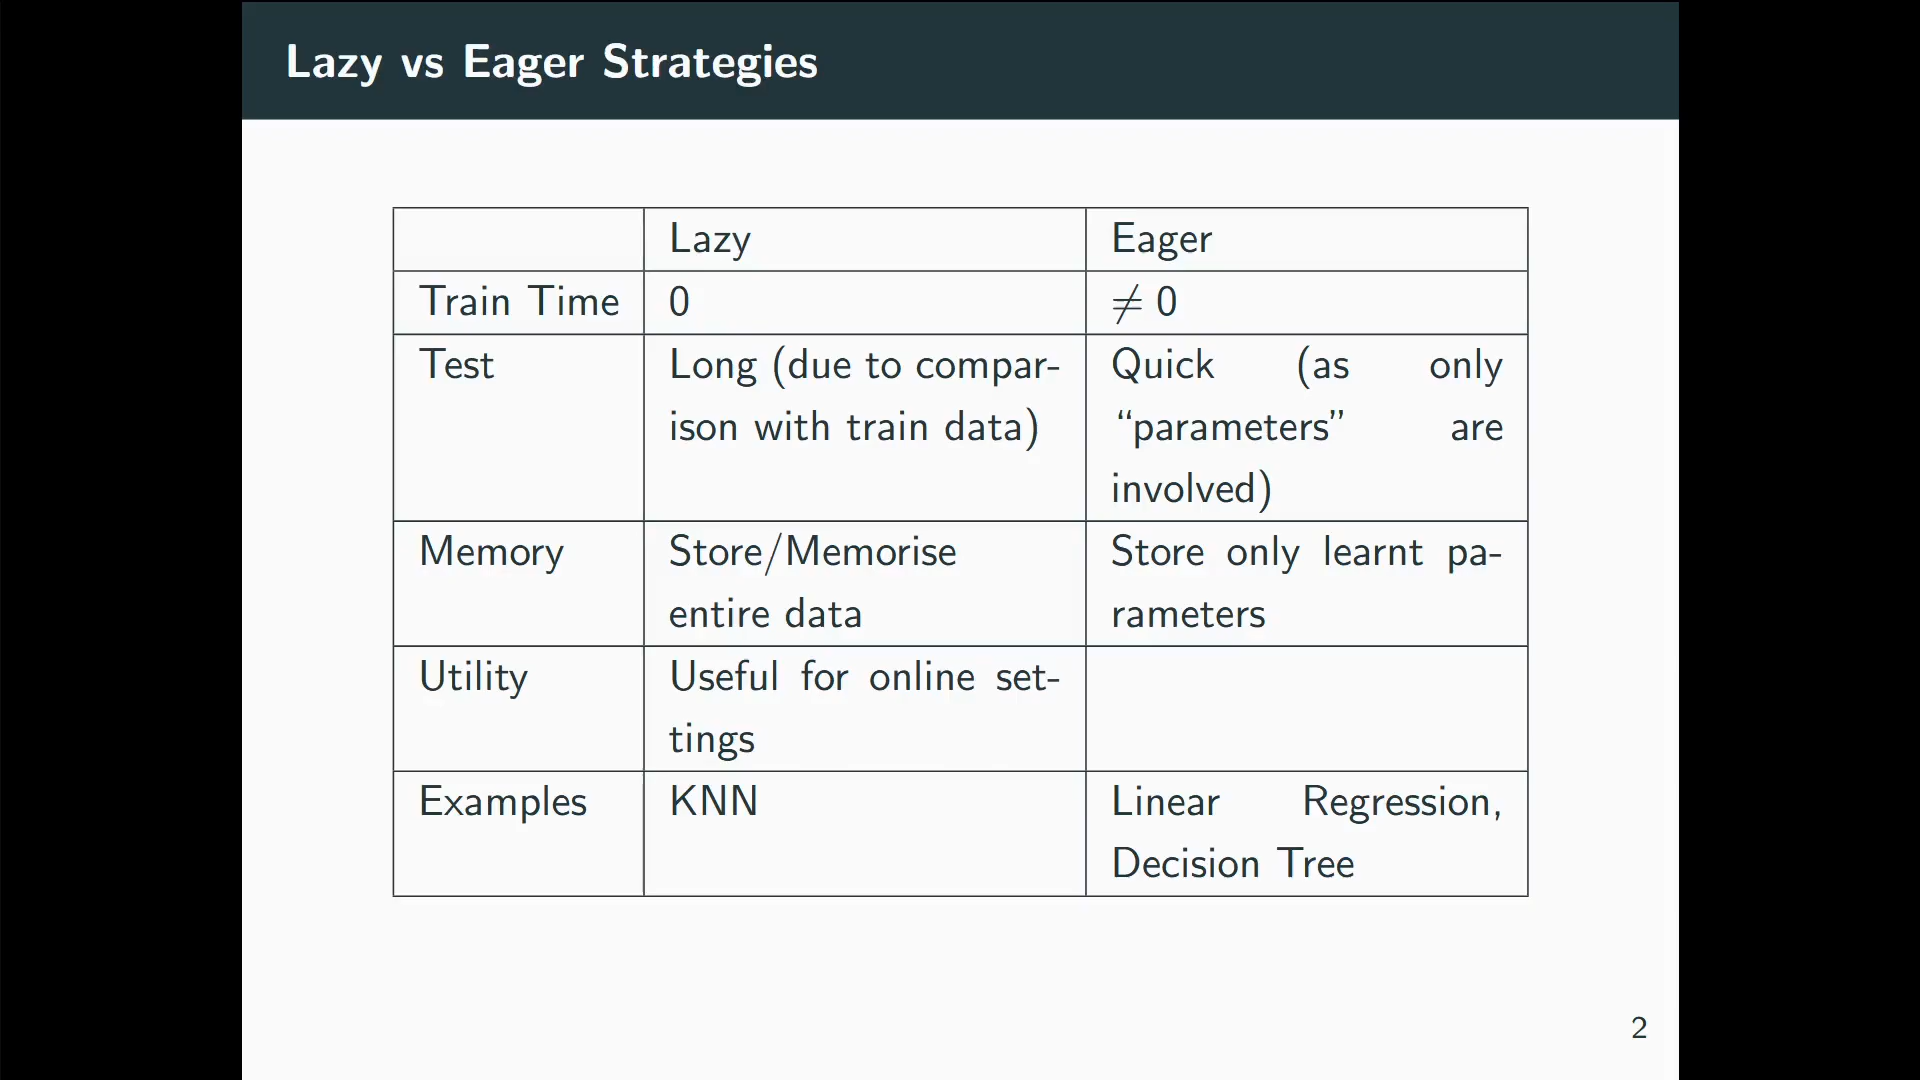 Lazy vs Eager Strategies
Lazy Eager
Train Time 0 ≠ 0
Test Long (due to compar- Quick (as only
ison with train data) “parameters” are
involved)
Memory Store/Memorise Store only learnt pa-
entire data rameters
Utility Useful for online set-
tings
Examples KNN Linear Regression,
Decision Tree
2